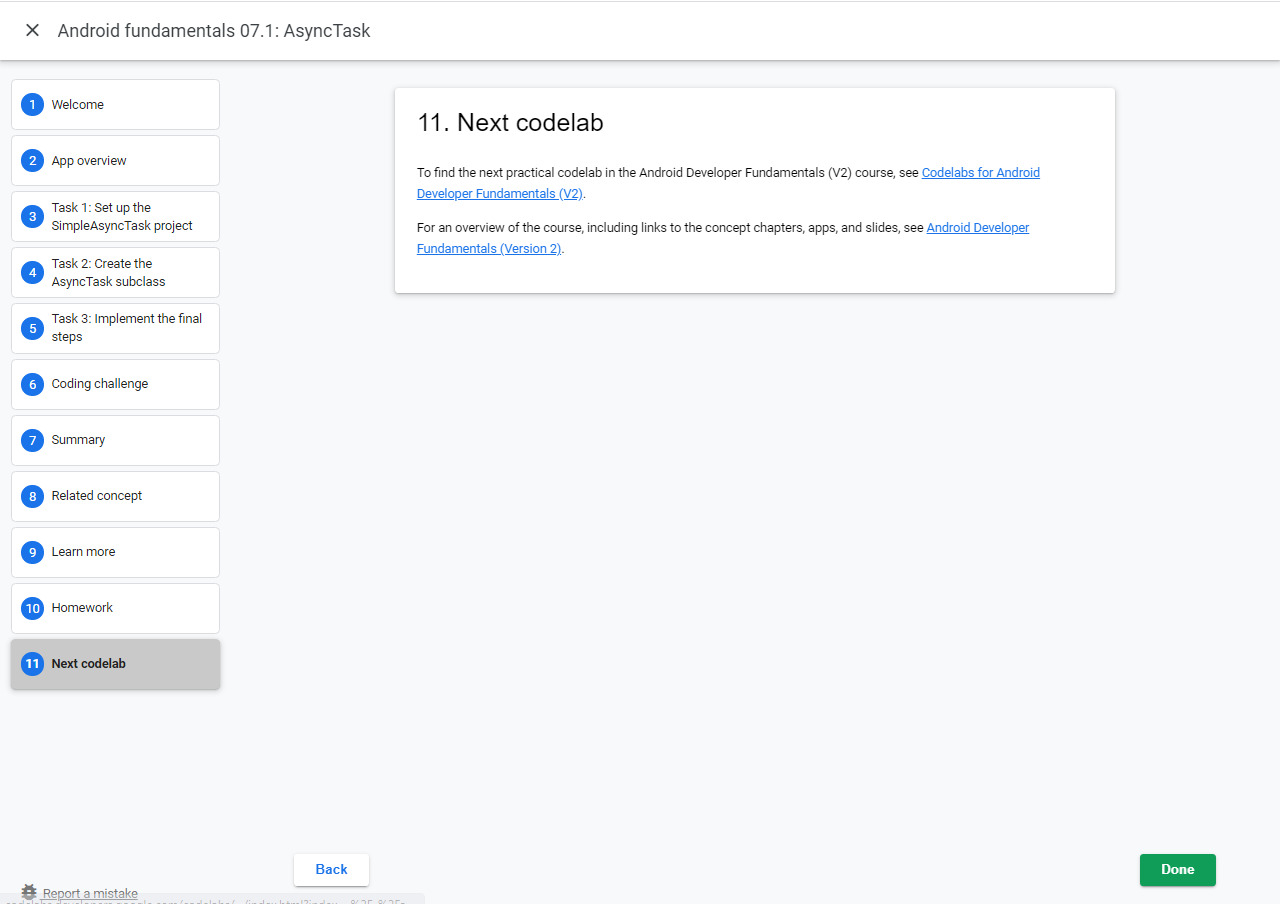 Android fundamentals 07.1: AsyncTask
1 Welcome
2 App overview
3 Task 1: Set up the
SimpleAsyncTask project
4 Task 2: Create the
AsyncTask subclass
5 Task 3: Implement the final
steps
6 Coding challenge
7 Summary
8 Related concept
9 Learn more
10 Homework
11 Next codelab
11. Next codelab
To find the next practical codelab in the Android Developer Fundamentals (V2) course, see Codelabs for Android
Developer Fundamentals (V2).
For an overview of the course, including links to the concept chapters, apps, and slides, see Android Developer
Fundamentals (Version 2).
Back
Done
Report a mistake